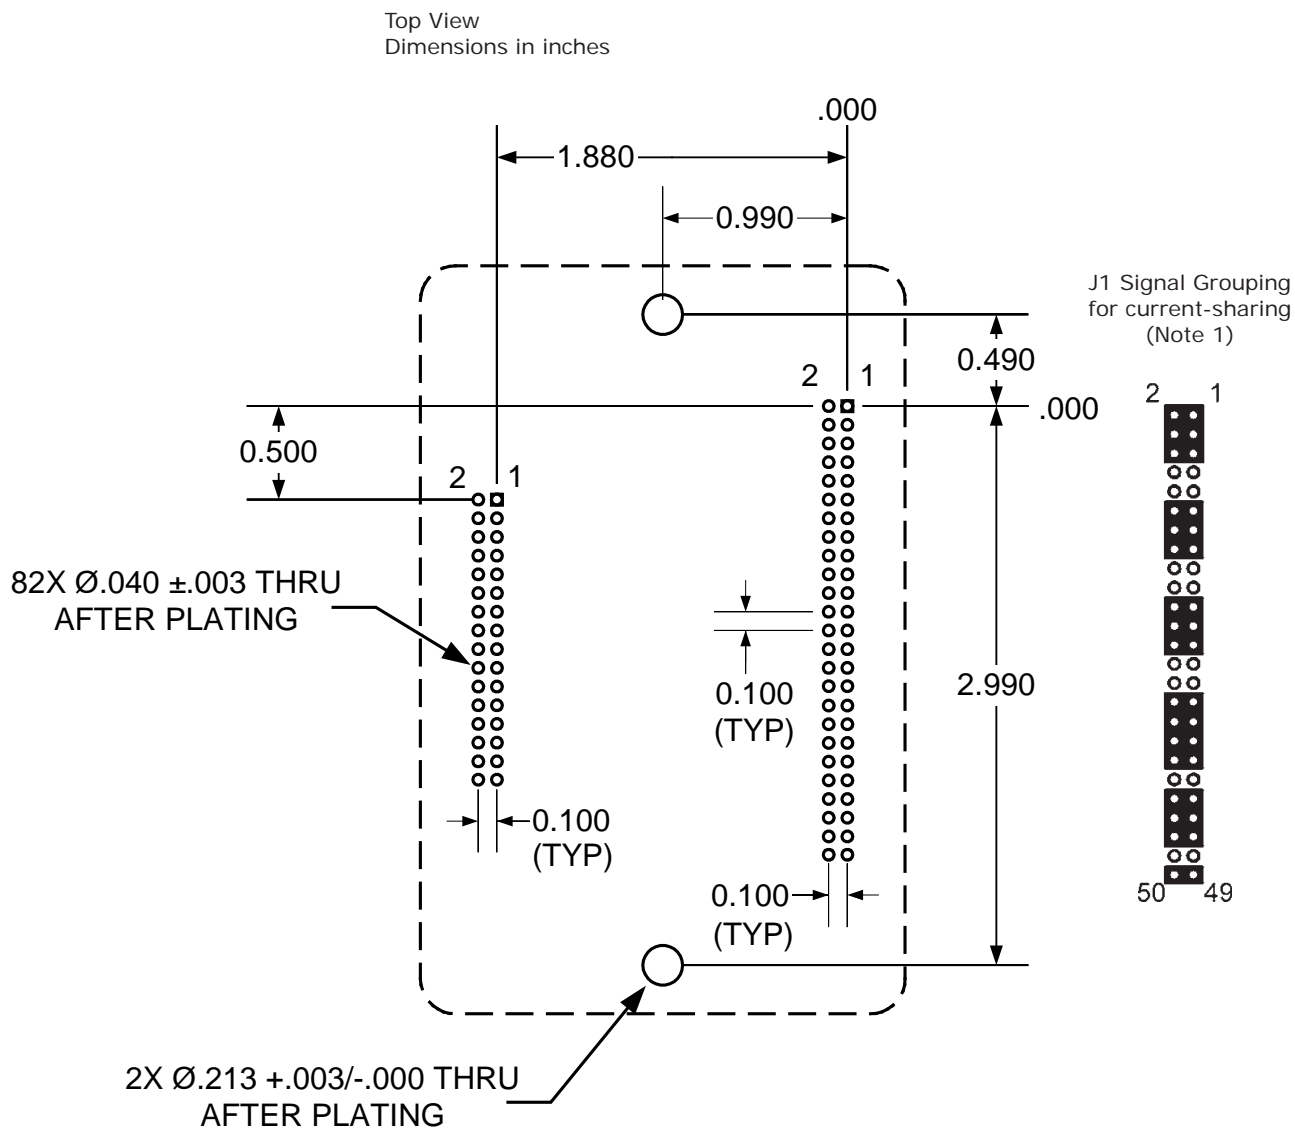 Top View
Dimensions in inches
.000
1.880
0.990
J1 Signal Grouping
for current-sharing
(Note 1)
0.490
2 1
2 1
.000
0.500
2 1
82X Ø.040 ±.003 THRU
AFTER PLATING
0.100
(TYP)
2.990
0.100
(TYP)
0.100
(TYP)
50 49
2X Ø.213 +.003/-.000 THRU
AFTER PLATING